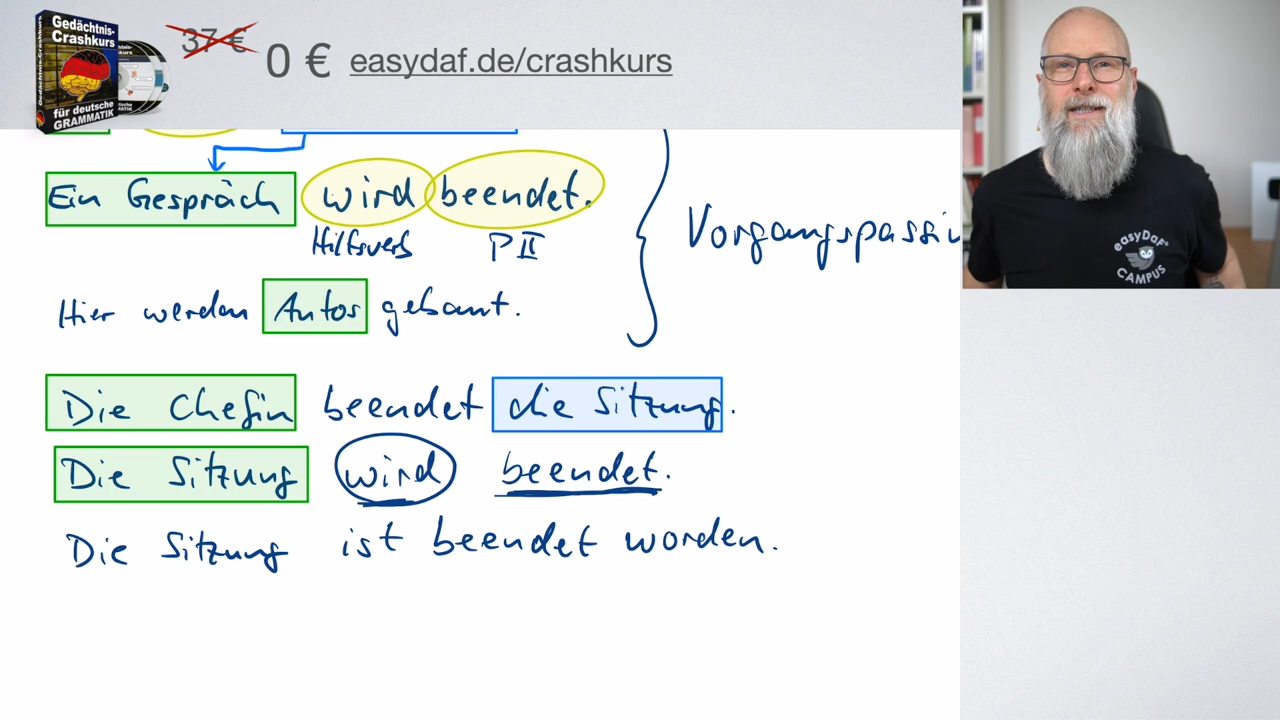 Gedächtnis-
Crashkurs
für deutsche
GRAMMATIK
37 €
0 € easydaf.de/crashkurs
Ein Gespräch wird beendet.
Hilfsverb P II
Vorgangspassiv
Hier werden Autos gebaut.
Die Chefin beendet die Sitzung.
Die Sitzung wird beendet.
Die Sitzung ist beendet worden.
easyDaF®
CAMPUS